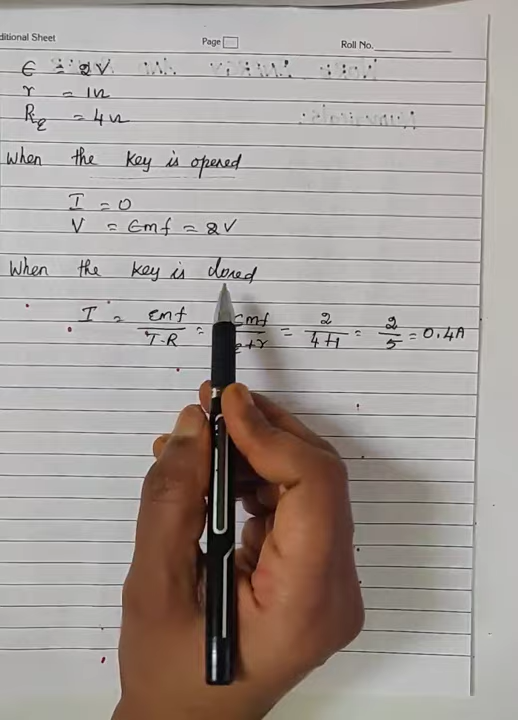 ditional Sheet Page Roll No.
ϵ = 2V
r = 1Ω
R = 4Ω
When the key is opened
I = 0
V = Emf = 2V
When the key is closed
I = Emf/T.R = Emf/+r = 2/4+1 = 2/5 = 0.4A